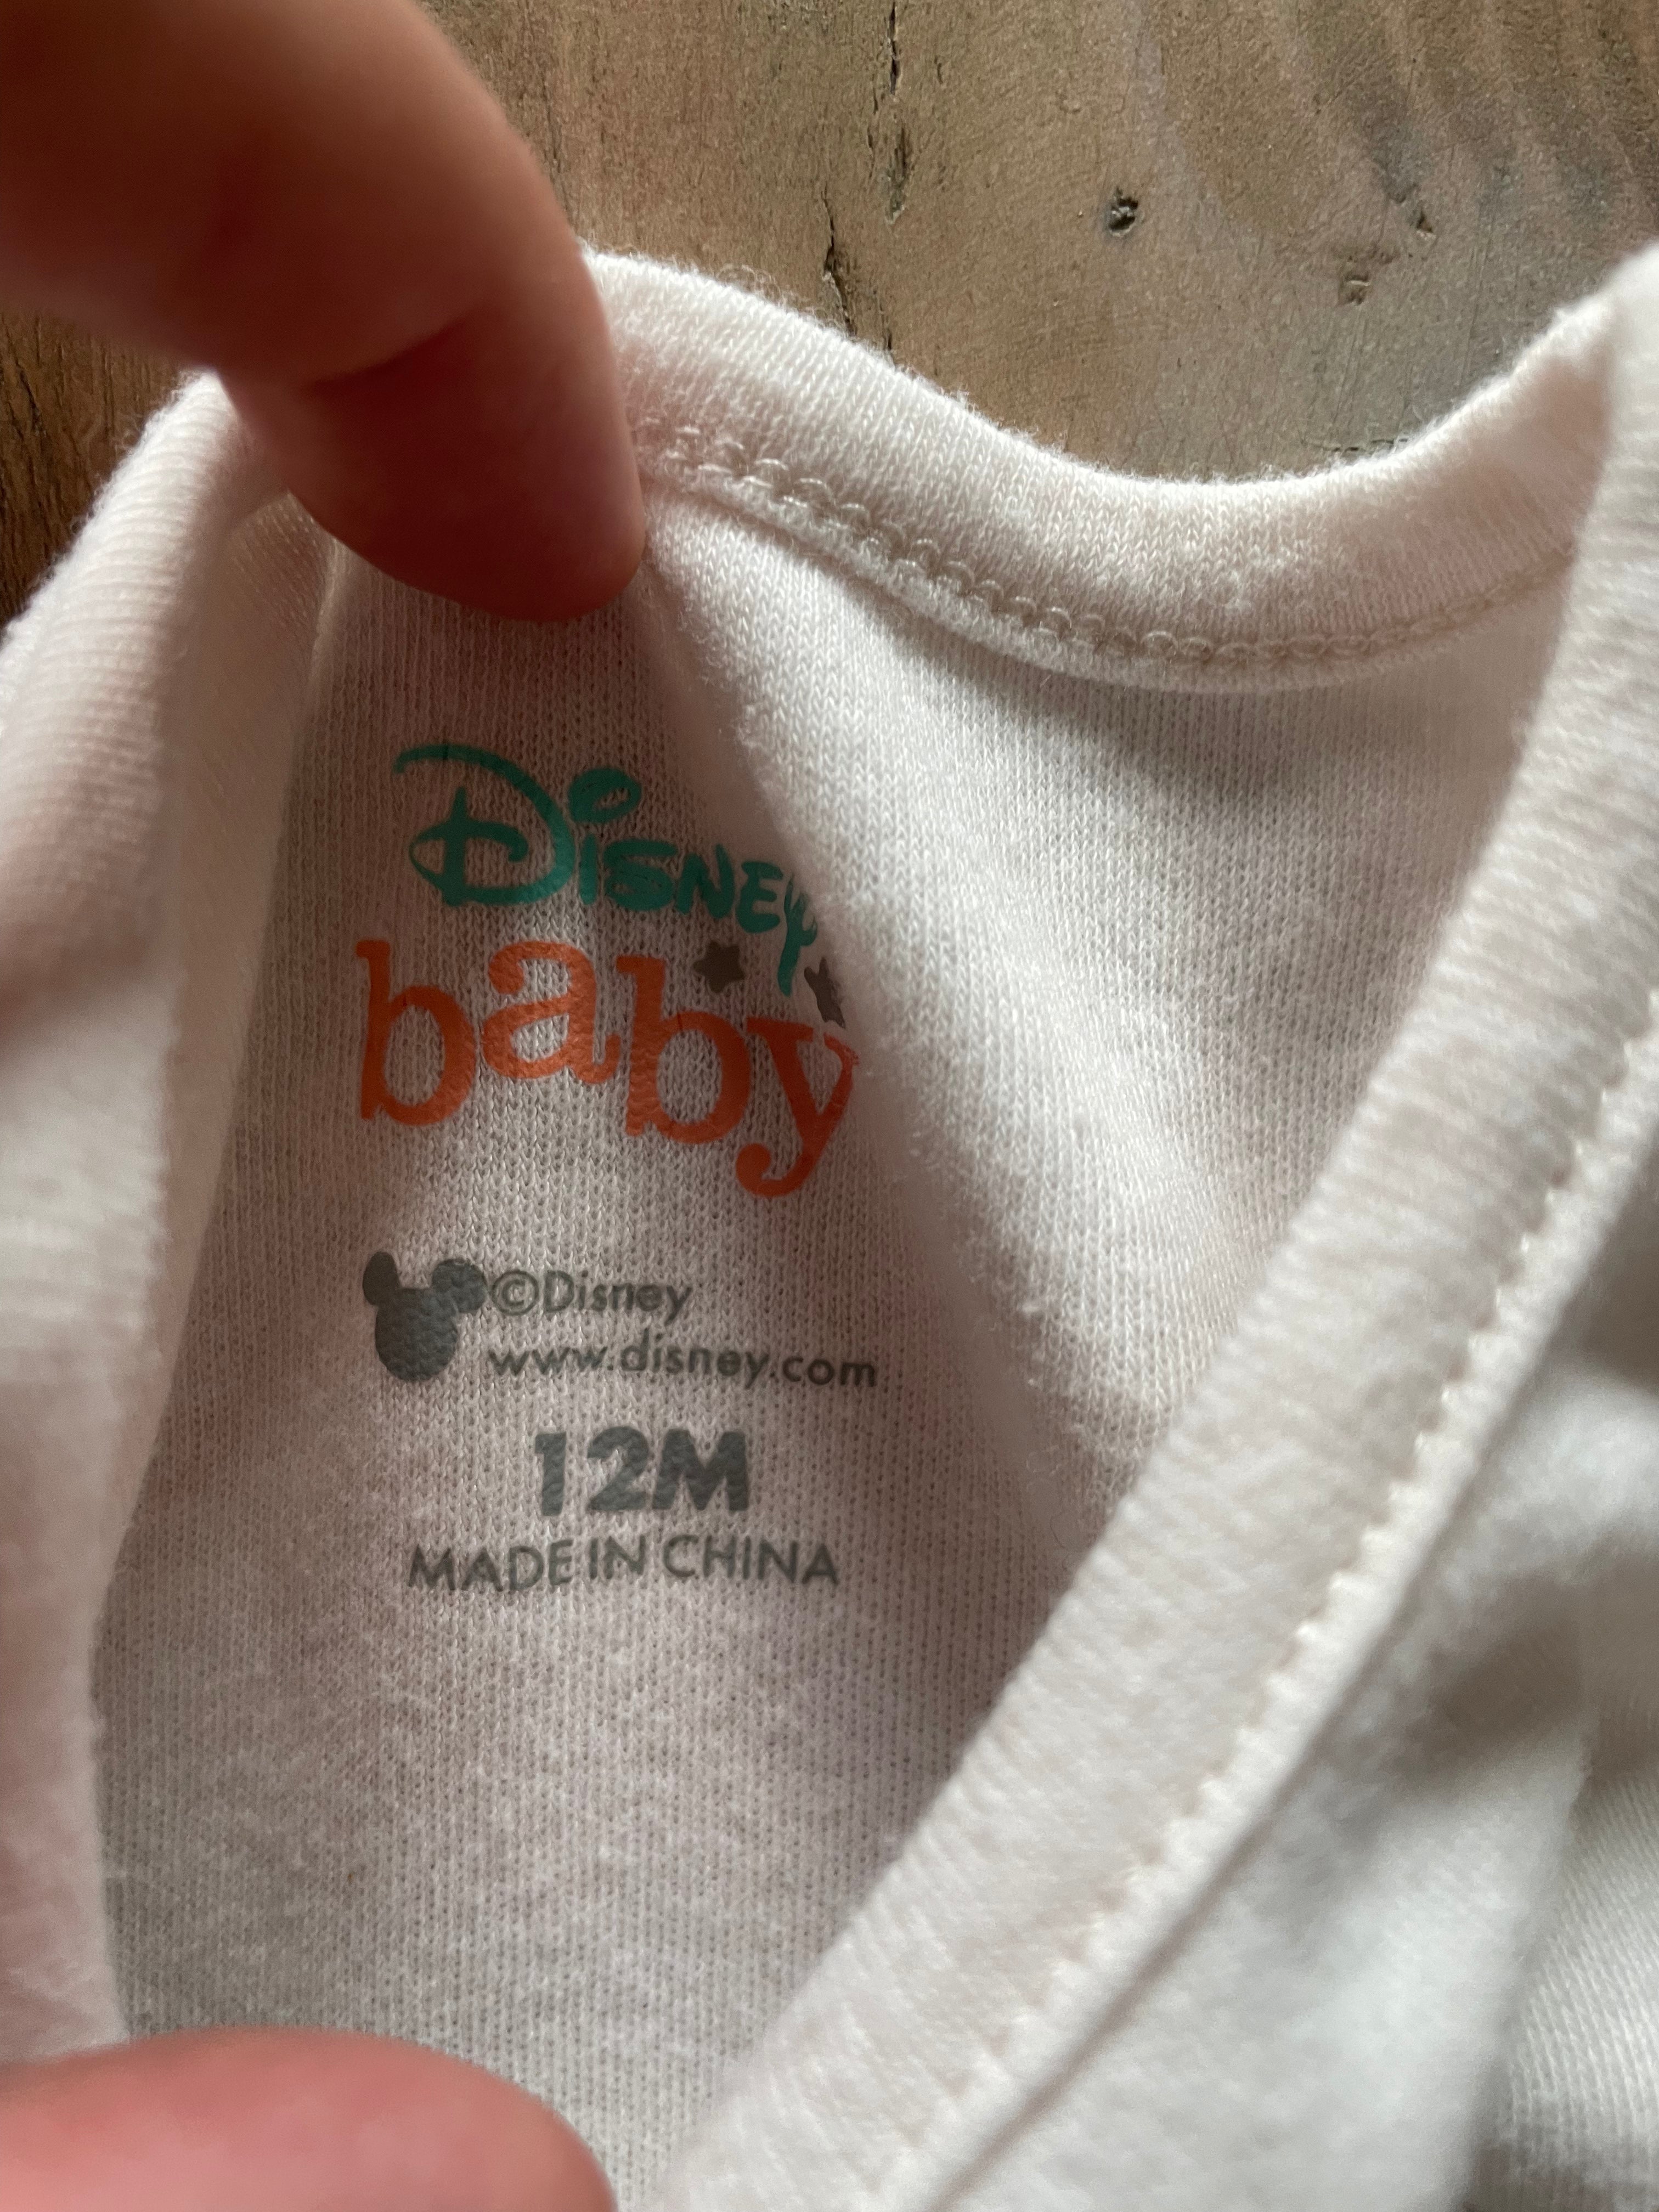 Disney
baby
©Disney
www.disney.com
12M
MADE IN CHINA